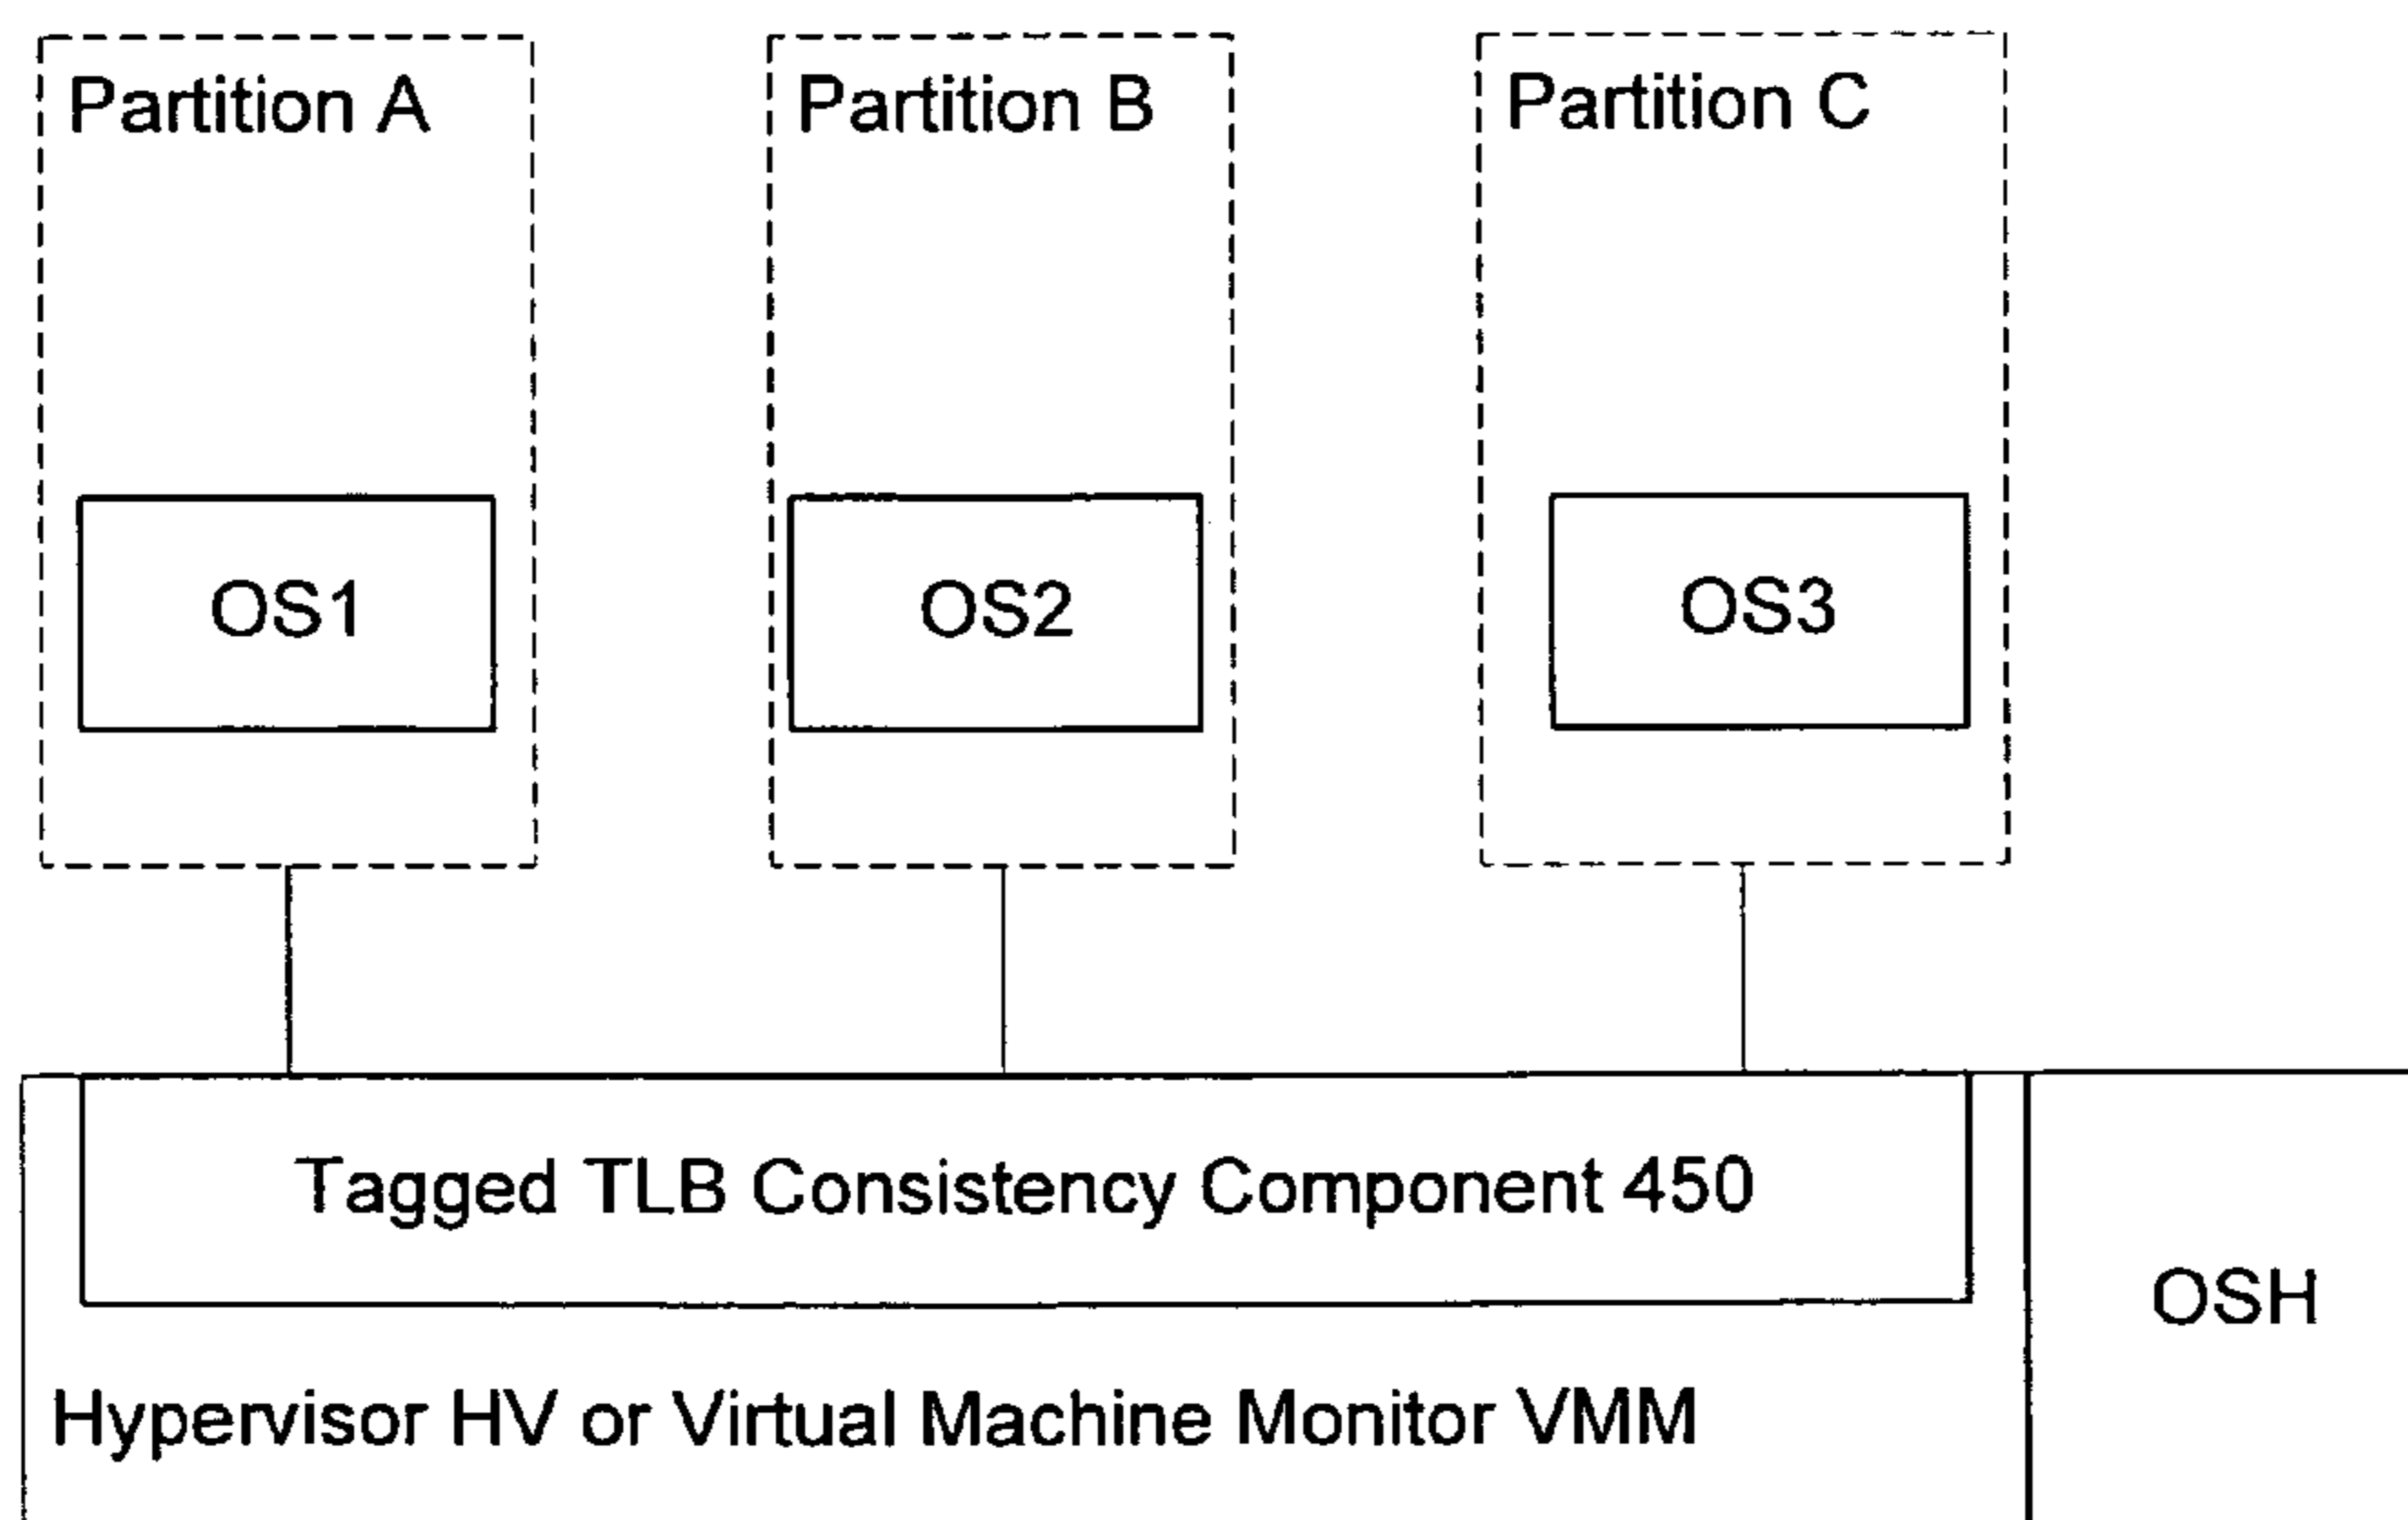 Partition A
Partition B
Partition C
OS1
OS2
OS3
Tagged TLB Consistency Component 450
OSH
Hypervisor HV or Virtual Machine Monitor VMM